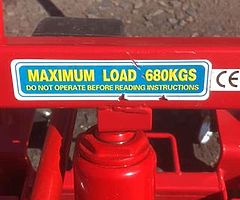 MAXIMUM LOAD 680KGS
DO NOT OPERATE BEFORE READING INSTRUCTIONS
CE